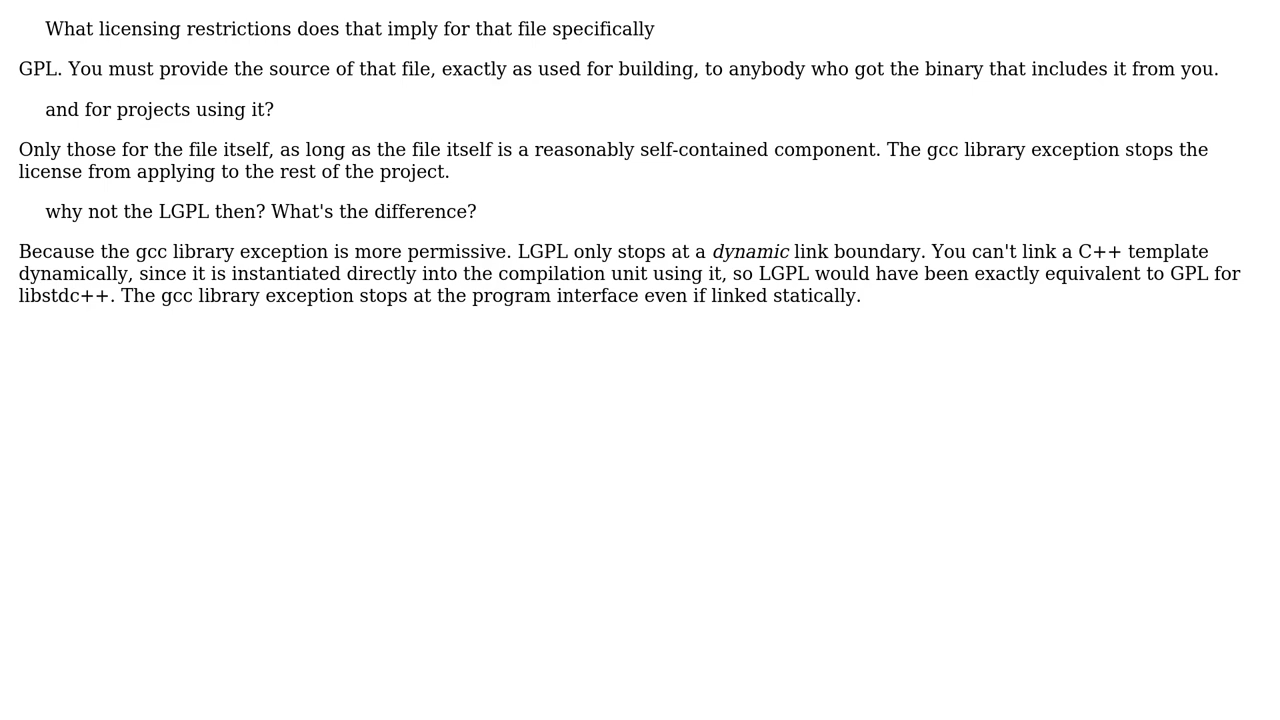 What licensing restrictions does that imply for that file specifically
GPL. You must provide the source of that file, exactly as used for building, to anybody who got the binary that includes it from you.
and for projects using it?
Only those for the file itself, as long as the file itself is a reasonably self-contained component. The gcc library exception stops the
license from applying to the rest of the project.
why not the LGPL then? What's the difference?
Because the gcc library exception is more permissive. LGPL only stops at a dynamic link boundary. You can't link a C++ template
dynamically, since it is instantiated directly into the compilation unit using it, so LGPL would have been exactly equivalent to GPL for
libstdc++. The gcc library exception stops at the program interface even if linked statically.